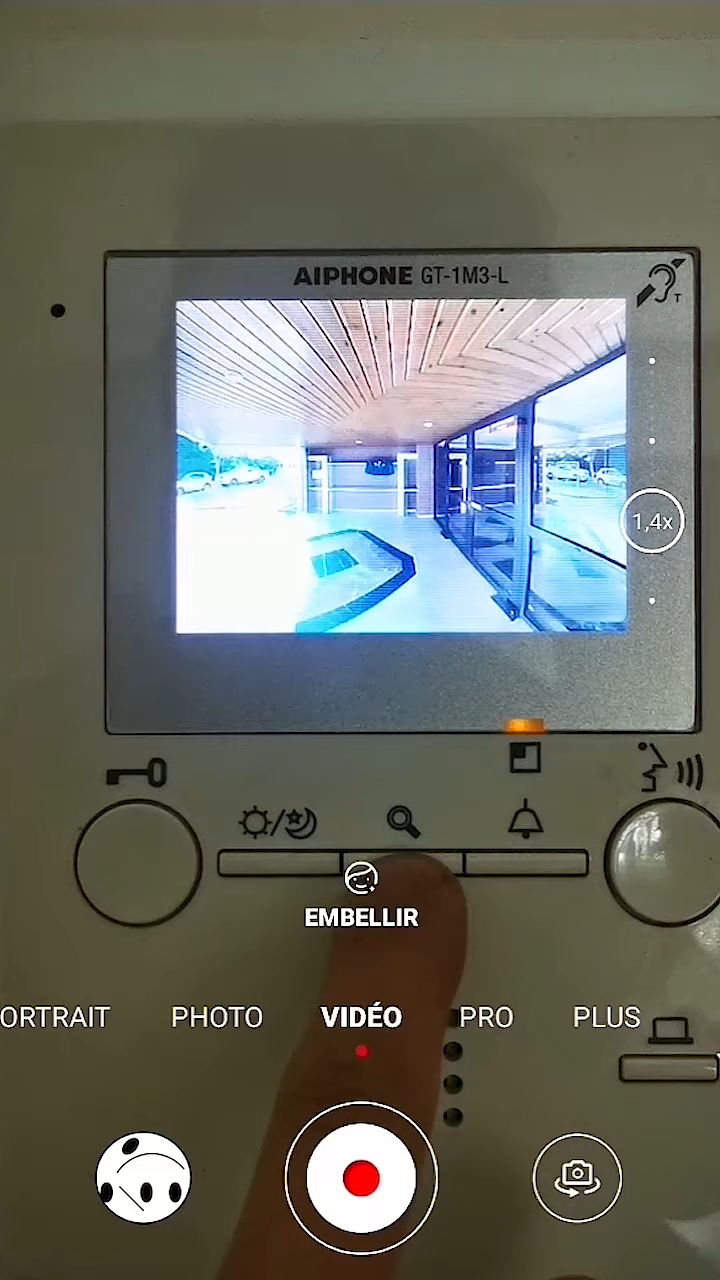 AIPHONE GT-1M3-L
T
1,4x
EMBELLIR
ORTRAIT PHOTO VIDÉO PRO PLUS